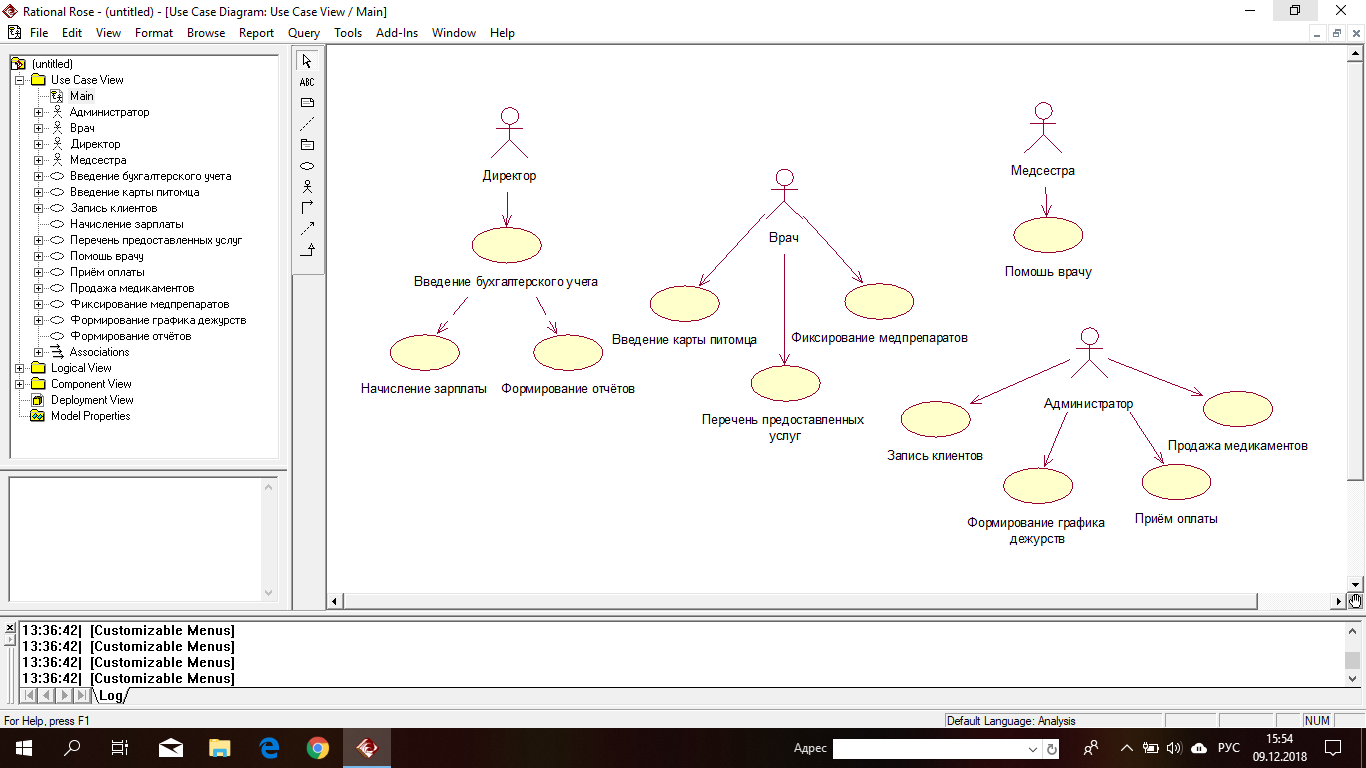 Rational Rose - (untitled) - [Use Case Diagram: Use Case View / Main]
File Edit View Format Browse Report Query Tools Add-Ins Window Help
(untitled)
Use Case View
Main
Администратор
Врач
Директор
Медсестра
Введение бухгалтерского учета
Введение карты питомца
Запись клиентов
Начисление зарплаты
Перечень предоставленных услуг
Помошь врачу
Приём оплаты
Продажа медикаментов
Фиксирование медпрепаратов
Формирование графика дежурств
Формирование отчётов
Associations
Logical View
Component View
Deployment View
Model Properties
ABC
Директор
Введение бухгалтерского учета
Начисление зарплаты
Формирование отчётов
Врач
Введение карты питомца
Фиксирование медпрепаратов
Перечень предоставленных
услуг
Медсестра
Помошь врачу
Администратор
Запись клиентов
Продажа медикаментов
Формирование графика
дежурств
Приём оплаты
13:36:42| [Customizable Menus]
13:36:42| [Customizable Menus]
13:36:42| [Customizable Menus]
13:36:42| [Customizable Menus]
Log
For Help, press F1
Default Language: Analysis
NUM
Адрес
РУС
15:54
09.12.2018